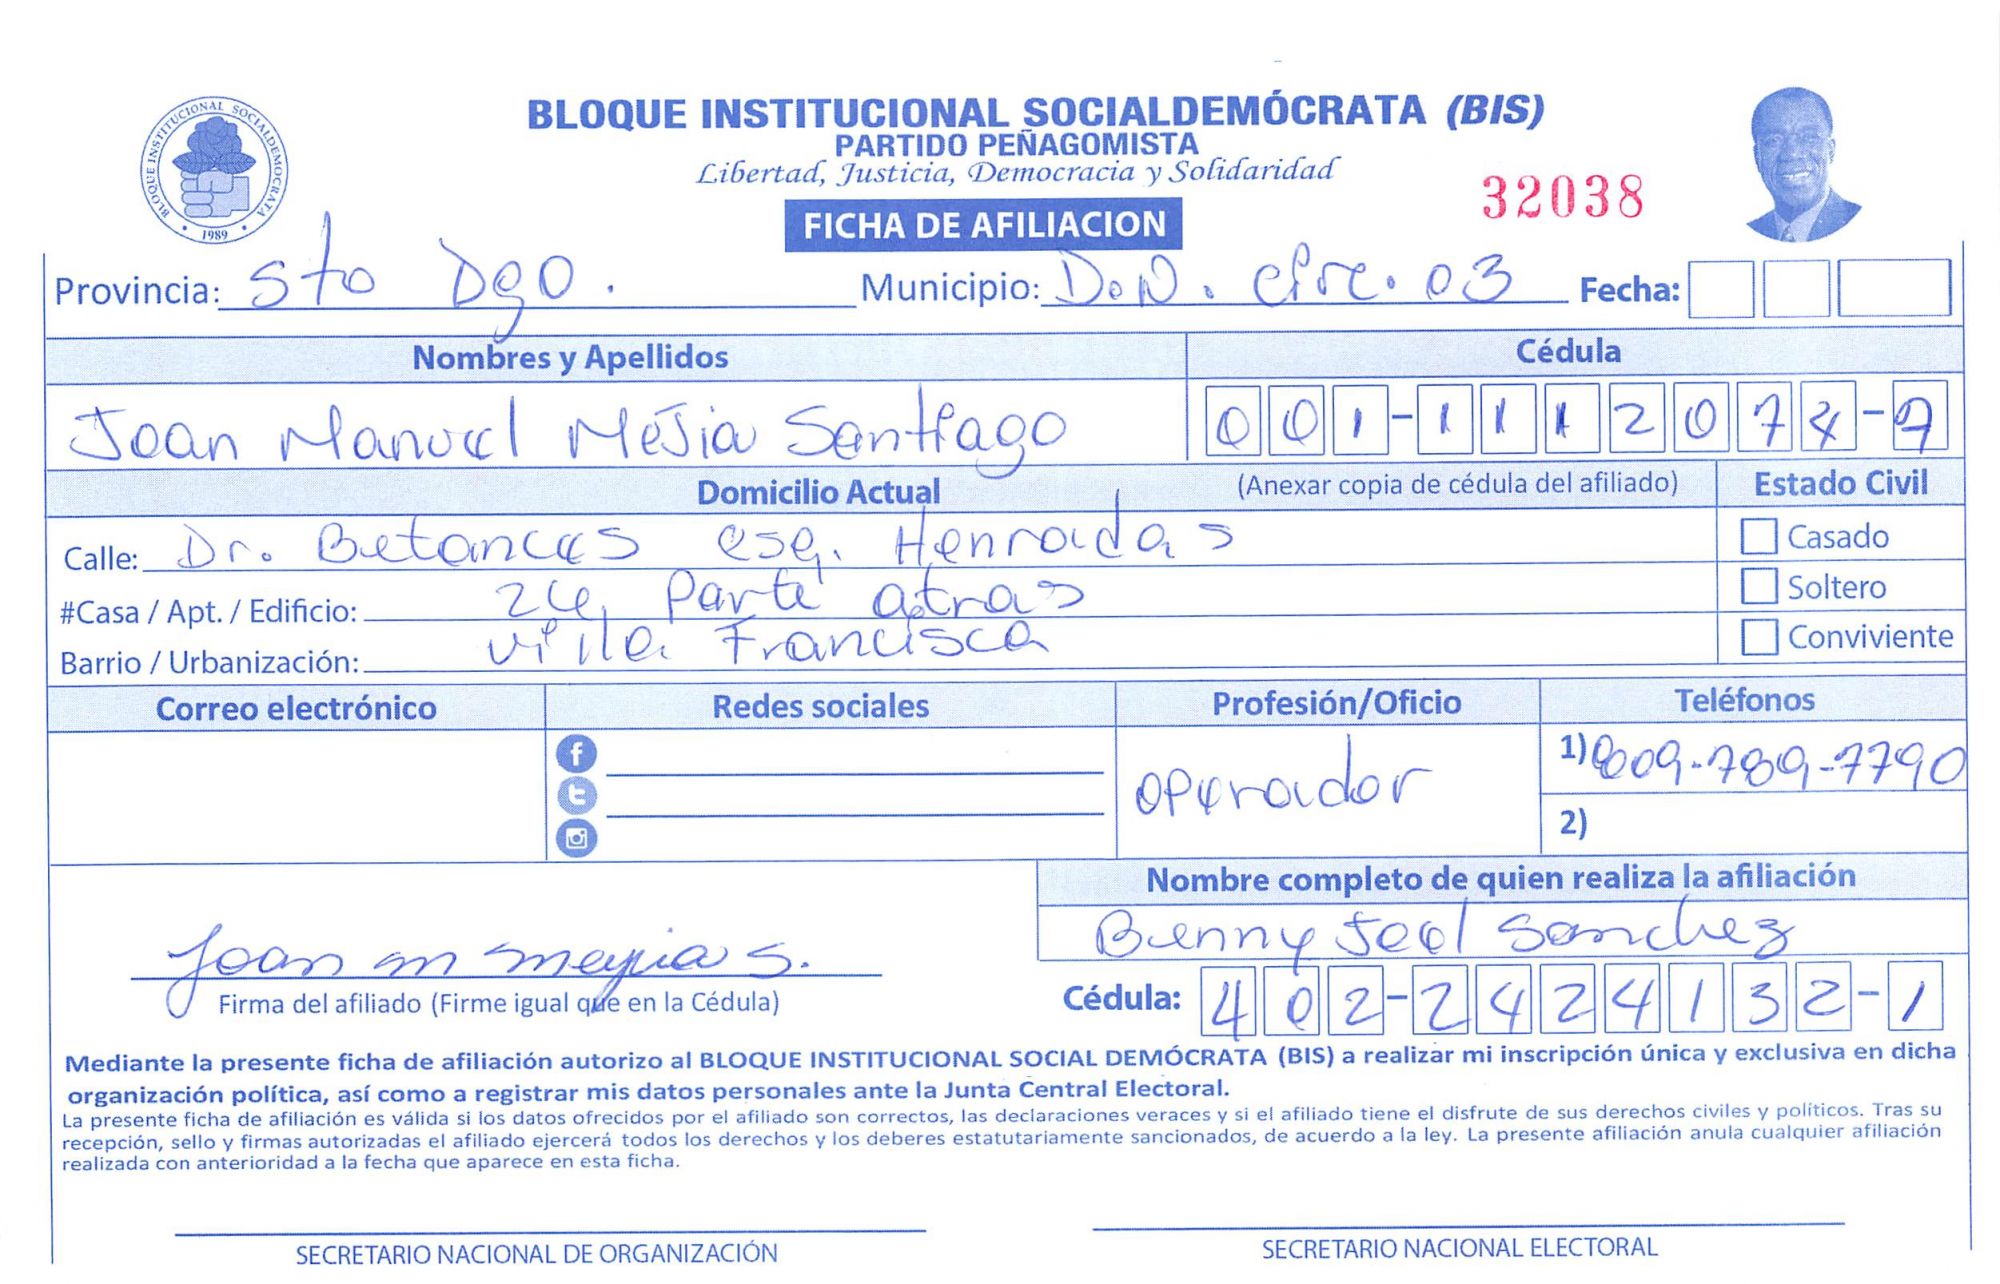 BLOQUE INSTITUCIONAL SOCIALDEMOCRATA
1989
BLOQUE INSTITUCIONAL SOCIALDEMÓCRATA (BIS)
PARTIDO PEÑAGOMISTA
Libertad, Justicia, Democracia y Solidaridad
32038
FICHA DE AFILIACION
Provincia: Sto Dgo. Municipio: D.N. circ. 03 Fecha:
Nombres y Apellidos Cédula
Joan Manuel Mejia Santiago 001-1112074-9
Domicilio Actual (Anexar copia de cédula del afiliado) Estado Civil
Calle: Dr. Betances esq. Henrqdas Casado
#Casa / Apt. / Edificio: 24 parte atras Soltero
Barrio / Urbanización: villa Francisca Conviviente
Correo electrónico Redes sociales Profesión/Oficio Teléfonos
operador 1) 809-789-7790
2)
Nombre completo de quien realiza la afiliación
Benny Joel Sanchez
Joan m mejia s.
Firma del afiliado (Firme igual que en la Cédula) Cédula: 402-2424132-1
Mediante la presente ficha de afiliación autorizo al BLOQUE INSTITUCIONAL SOCIAL DEMÓCRATA (BIS) a realizar mi inscripción única y exclusiva en dicha
organización política, así como a registrar mis datos personales ante la Junta Central Electoral.
La presente ficha de afiliación es válida si los datos ofrecidos por el afiliado son correctos, las declaraciones veraces y si el afiliado tiene el disfrute de sus derechos civiles y políticos. Tras su
recepción, sello y firmas autorizadas el afiliado ejercerá todos los derechos y los deberes estatutariamente sancionados, de acuerdo a la ley. La presente afiliación anula cualquier afiliación
realizada con anterioridad a la fecha que aparece en esta ficha.
SECRETARIO NACIONAL DE ORGANIZACIÓN SECRETARIO NACIONAL ELECTORAL